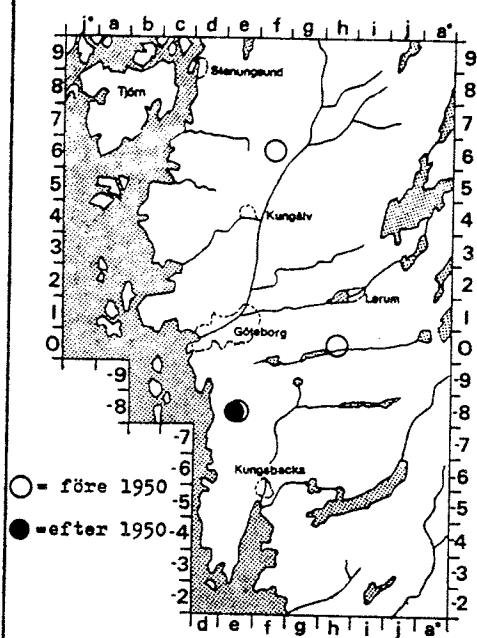 j° a b c d e f g h i j a°
9 9
Stenungsund
8 8
Tjörn
7 7
6 6
5 5
4 4
Kungälv
3 3
2 2
Lerum
1 1
Göteborg
0 0
-9 -9
-8 -8
-7 -7
Kungsbacka
-6 -6
○ = före 1950
-5 -5
● =efter 1950 -4 -4
-3 -3
-2 -2
d e f g h i j a°